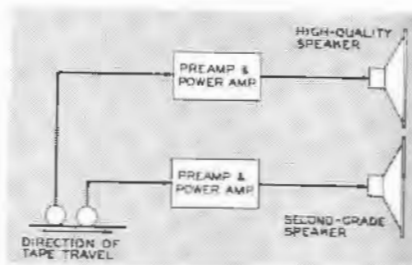 HIGH-QUALITY
SPEAKER
PREAMP &
POWER AMP
PREAMP &
POWER AMP
SECOND-GRADE
SPEAKER
DIRECTION OF
TAPE TRAVEL